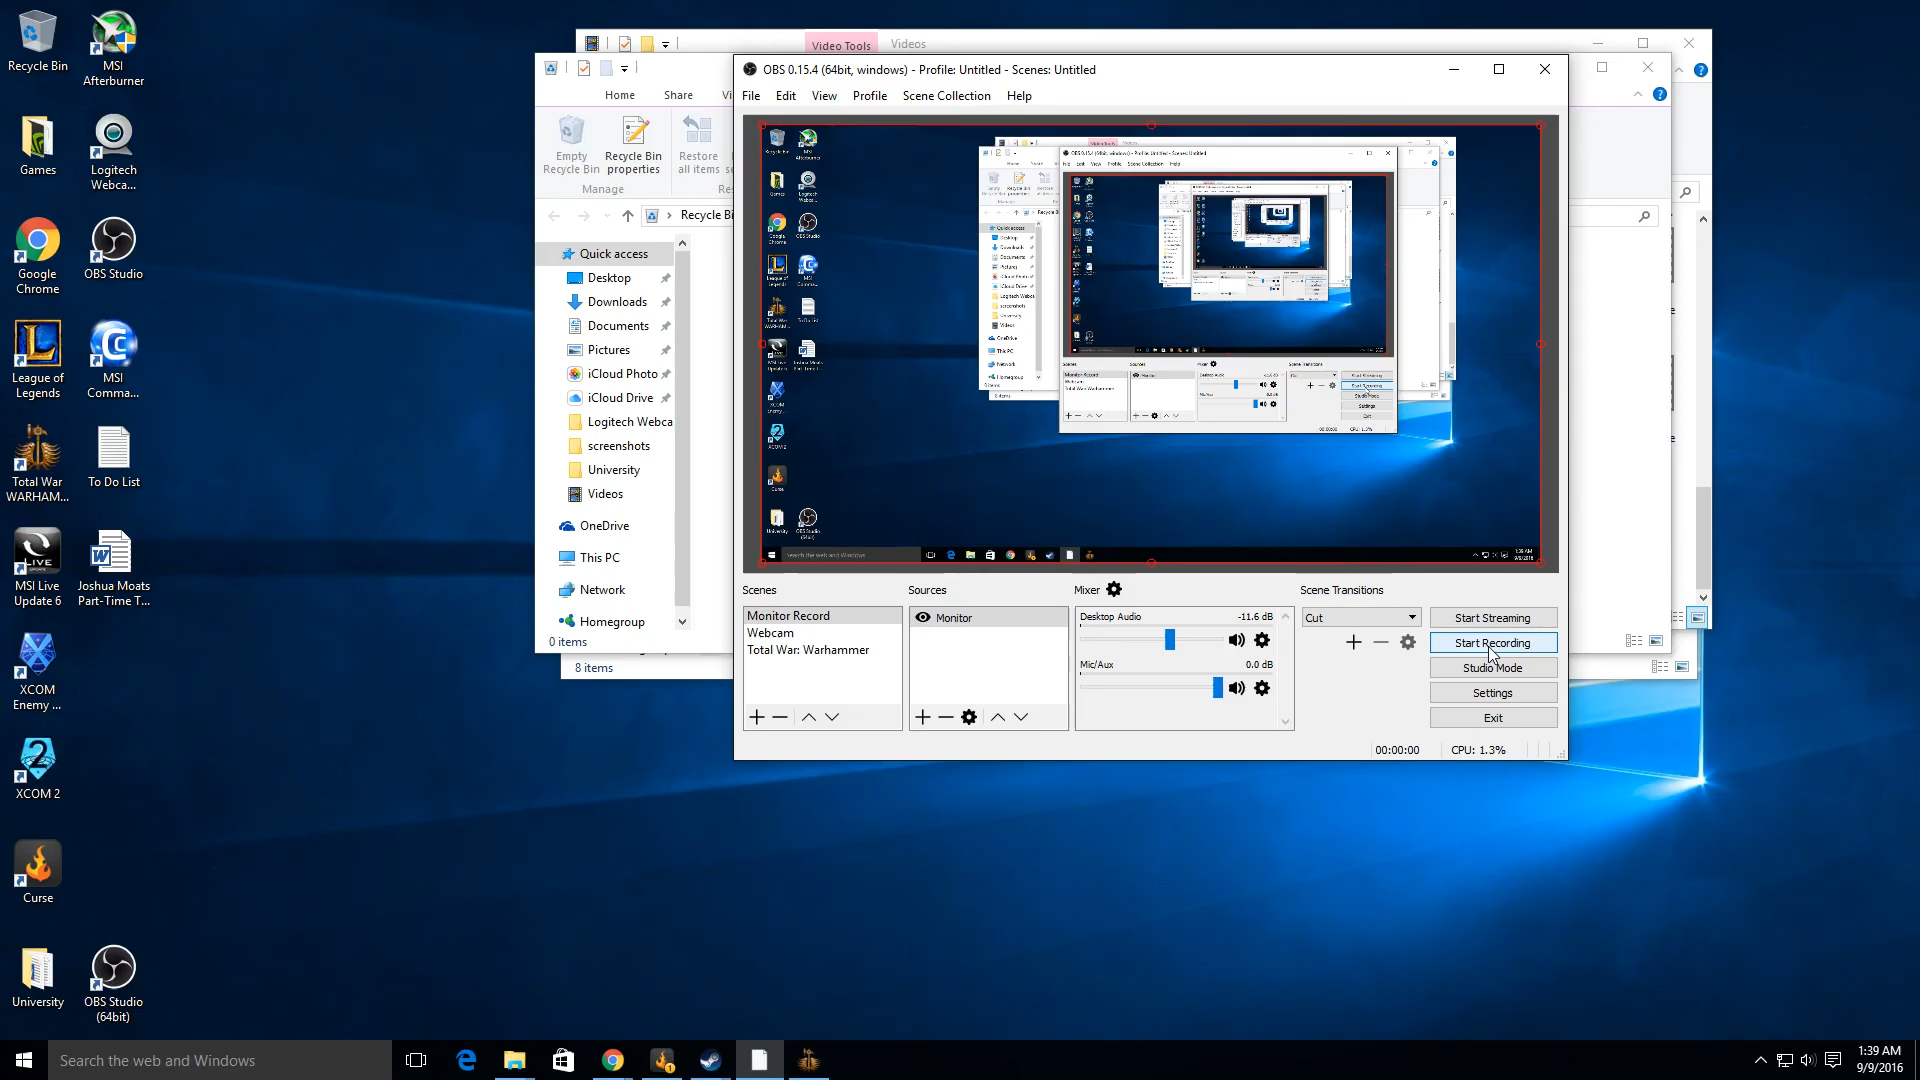 Recycle Bin
MSI
Afterburner
Games
Logitech
Webca...
Google
Chrome
OBS Studio
League of
Legends
MSI
Comma...
Total War
WARHAM...
To Do List
MSI Live
Update 6
Joshua Moats
Part-Time T...
XCOM
Enemy ...
XCOM 2
Curse
University
OBS Studio
(64bit)
Video Tools
Videos
Home
Share
Empty
Recycle Bin
Recycle Bin
properties
Restore
all items
Manage
Quick access
Desktop
Downloads
Documents
Pictures
iCloud Photo
iCloud Drive
Logitech Webca
screenshots
University
Videos
OneDrive
This PC
Network
Homegroup
0 items
8 items
OBS 0.15.4 (64bit, windows) - Profile: Untitled - Scenes: Untitled
File Edit View Profile Scene Collection Help
Scenes
Monitor Record
Webcam
Total War: Warhammer
Sources
Monitor
Mixer
Desktop Audio -11.6 dB
Mic/Aux 0.0 dB
Scene Transitions
Cut
Start Streaming
Start Recording
Studio Mode
Settings
Exit
00:00:00
CPU: 1.3%
Search the web and Windows
1:39 AM
9/9/2016